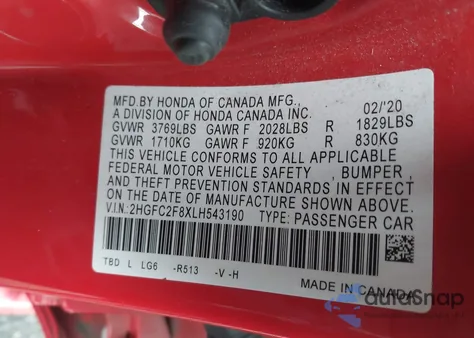 MFD.BY HONDA OF CANADA MFG.,
A DIVISION OF HONDA CANADA INC. 02/'20
GVWR 3769LBS GAWR F 2028LBS R 1829LBS
GVWR 1710KG GAWR F 920KG R 830KG
THIS VEHICLE CONFORMS TO ALL APPLICABLE
FEDERAL MOTOR VEHICLE SAFETY , BUMPER ,
AND THEFT PREVENTION STANDARDS IN EFFECT
ON THE DATE OF MANUFACTURE SHOWN ABOVE.
V.I.N.:2HGFC2F8XLH543190 TYPE: PASSENGER CAR
TBD L LG6 -R513 -V -H
MADE IN CANADA
autoSnap